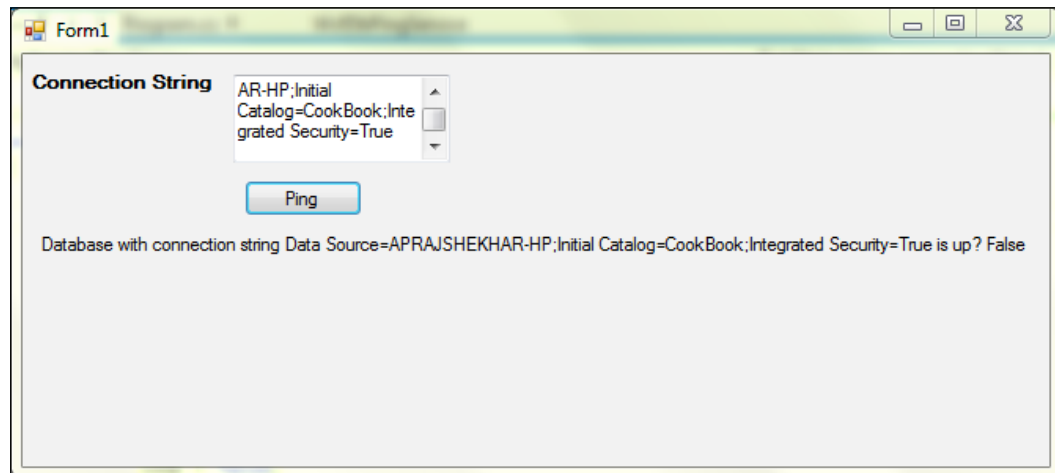 Form1
Connection String
AR-HP;Initial
Catalog=CookBook;Inte
grated Security=True
Ping
Database with connection string Data Source=APRAJSHEKHAR-HP;Initial Catalog=CookBook;Integrated Security=True is up? False